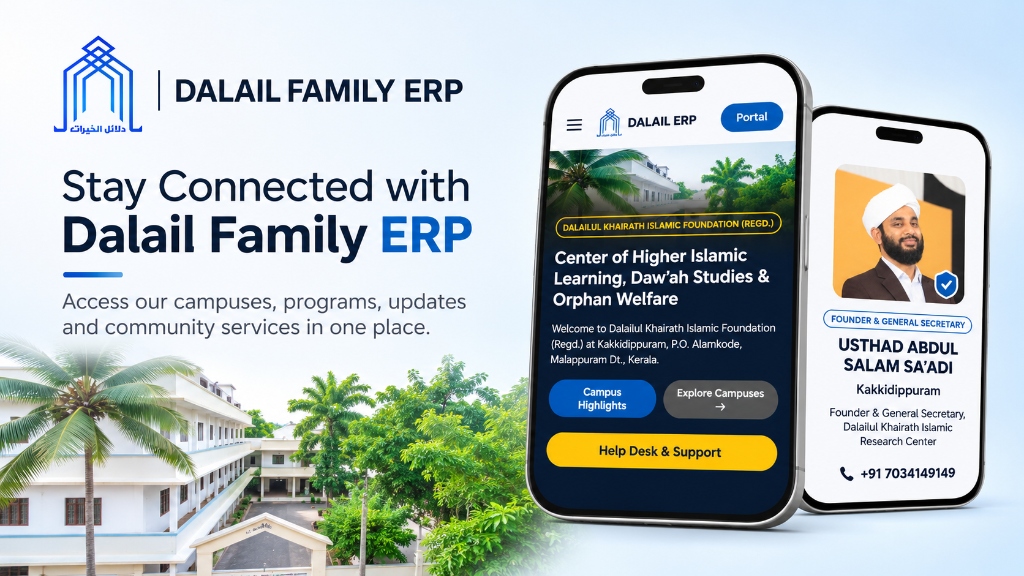 دلائل الخيرات
DALAIL FAMILY ERP
Stay Connected with
Dalail Family ERP
Access our campuses, programs, updates
and community services in one place.
DALAIL ERP
Portal
DALAILUL KHAIRATH ISLAMIC FOUNDATION (REGD.)
Center of Higher Islamic
Learning, Daw'ah Studies &
Orphan Welfare
Welcome to Dalailul Khairath Islamic Foundation
(Regd.) at Kakkidippuram, P.O. Alamkode,
Malappuram Dt., Kerala.
Campus
Highlights
Explore Campuses
→
Help Desk & Support
FOUNDER & GENERAL SECRETARY
USTHAD ABDUL
SALAM SA'ADI
Kakkidippuram
Founder & General Secretary,
Dalailul Khairath Islamic
Research Center
+91 7034149149